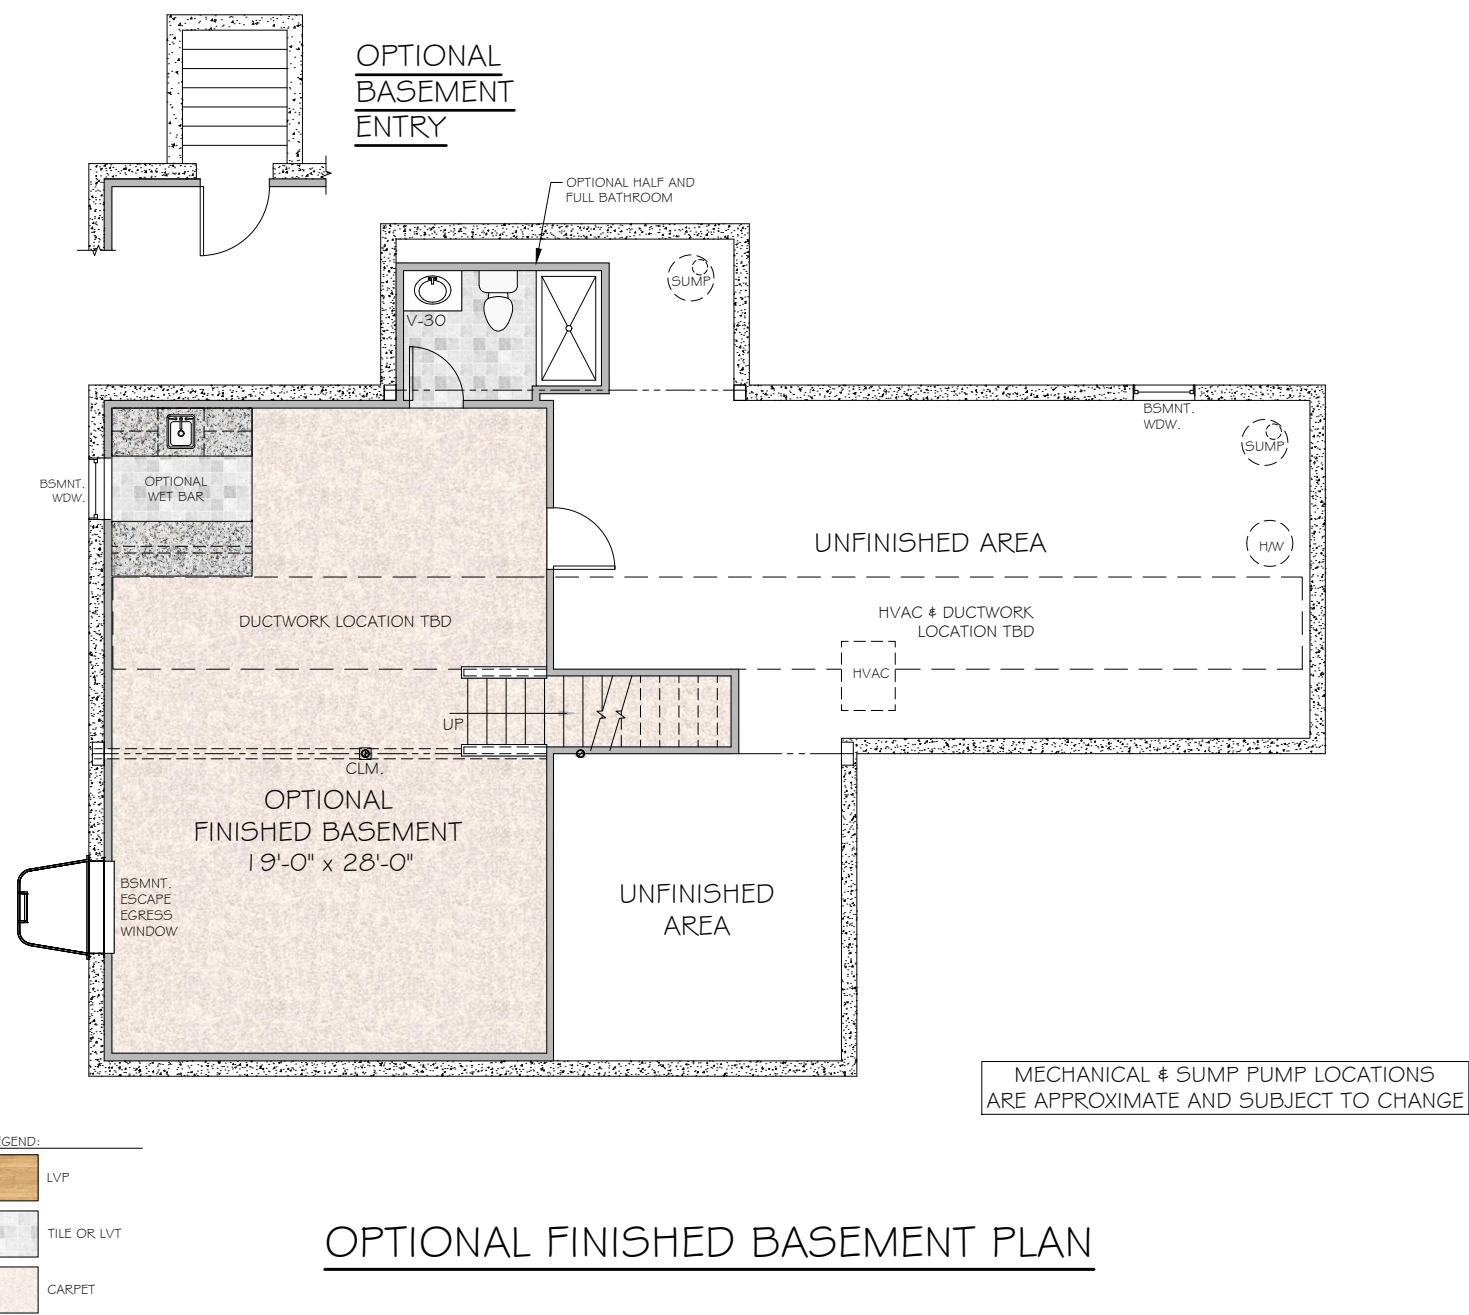 OPTIONAL
BASEMENT
ENTRY
OPTIONAL HALF AND
FULL BATHROOM
SUMP
V-30
BSMNT.
WDW.
SUMP
BSMNT.
WDW.
OPTIONAL
WET BAR
UNFINISHED AREA
H/W
DUCTWORK LOCATION TBD
HVAC & DUCTWORK
LOCATION TBD
HVAC
UP
CLM.
OPTIONAL
FINISHED BASEMENT
19'-0" x 28'-0"
BSMNT.
ESCAPE
EGRESS
WINDOW
UNFINISHED
AREA
MECHANICAL & SUMP PUMP LOCATIONS
ARE APPROXIMATE AND SUBJECT TO CHANGE
EGEND:
LVP
TILE OR LVT
CARPET
OPTIONAL FINISHED BASEMENT PLAN